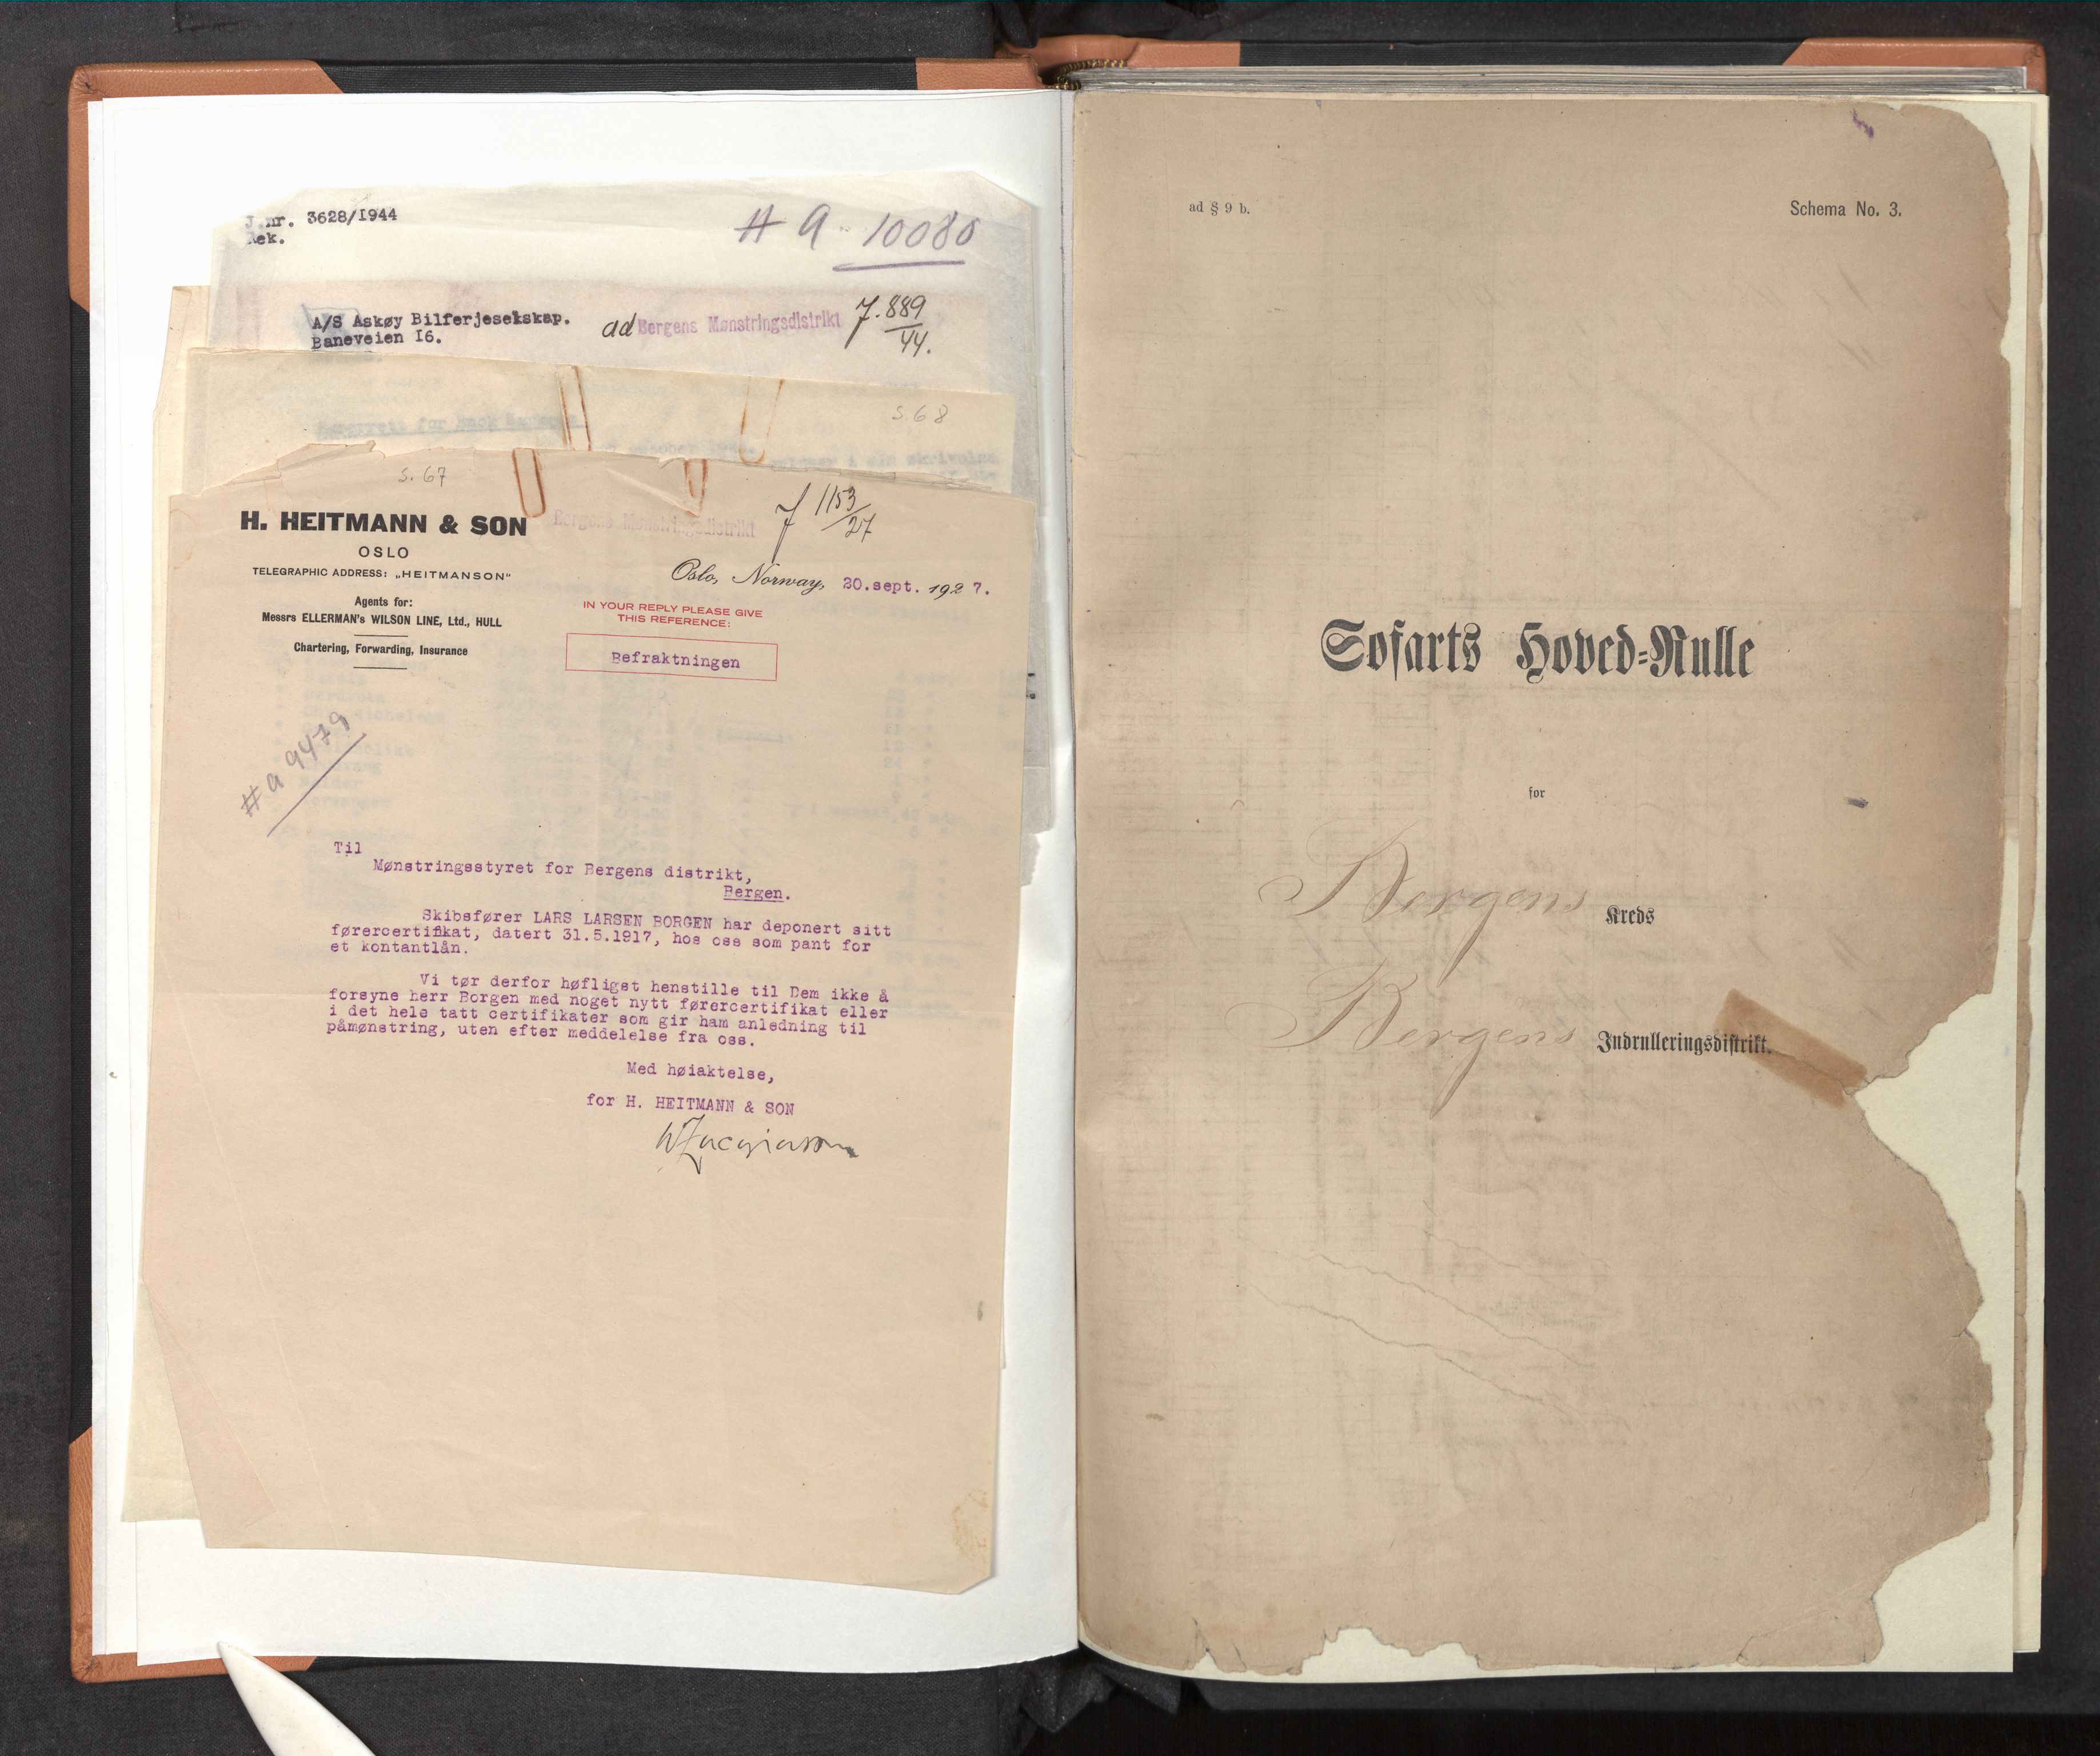 J.nr. 3628/1944
# a 10080
A/S Askøy Bilferjesekskap.
Baneveien 16.
ad Bergens Mønstringsdistrikt
7.889
44.
s 68
s. 67
H. HEITMANN & SON
OSLO
TELEGRAPHIC ADDRESS: „HEITMANSON"
Agents for:
Messrs ELLERMAN's WILSON LINE, Ltd., HULL
Chartering, Forwarding, Insurance
Bergens Mønstringsdistrikt
7 1153
27
Oslo, Norway, 20.sept. 1927.
IN YOUR REPLY PLEASE GIVE
THIS REFERENCE:
Befraktningen
# a 9479
Til
Mønstringsstyret for Bergens distrikt,
Bergen.
Skibsfører LARS LARSEN BORGEN har deponert sitt
førercertifikat, datert 31.5.1917, hos oss som pant for
et kontantlån.
Vi tør derfor høfligst henstille til Dem ikke å
forsyne herr Borgen med noget nytt førercertifikat eller
i det hele tatt certifikater som gir ham anledning til
påmønstring, uten efter meddelelse fra oss.
Med høiaktelse,
for H. HEITMANN & SON
ad § 9 b.
Schema No. 3.
Søfarts Hoved-Rulle
for
Bergens Kreds
Bergens Indrulleringsdistrikt.